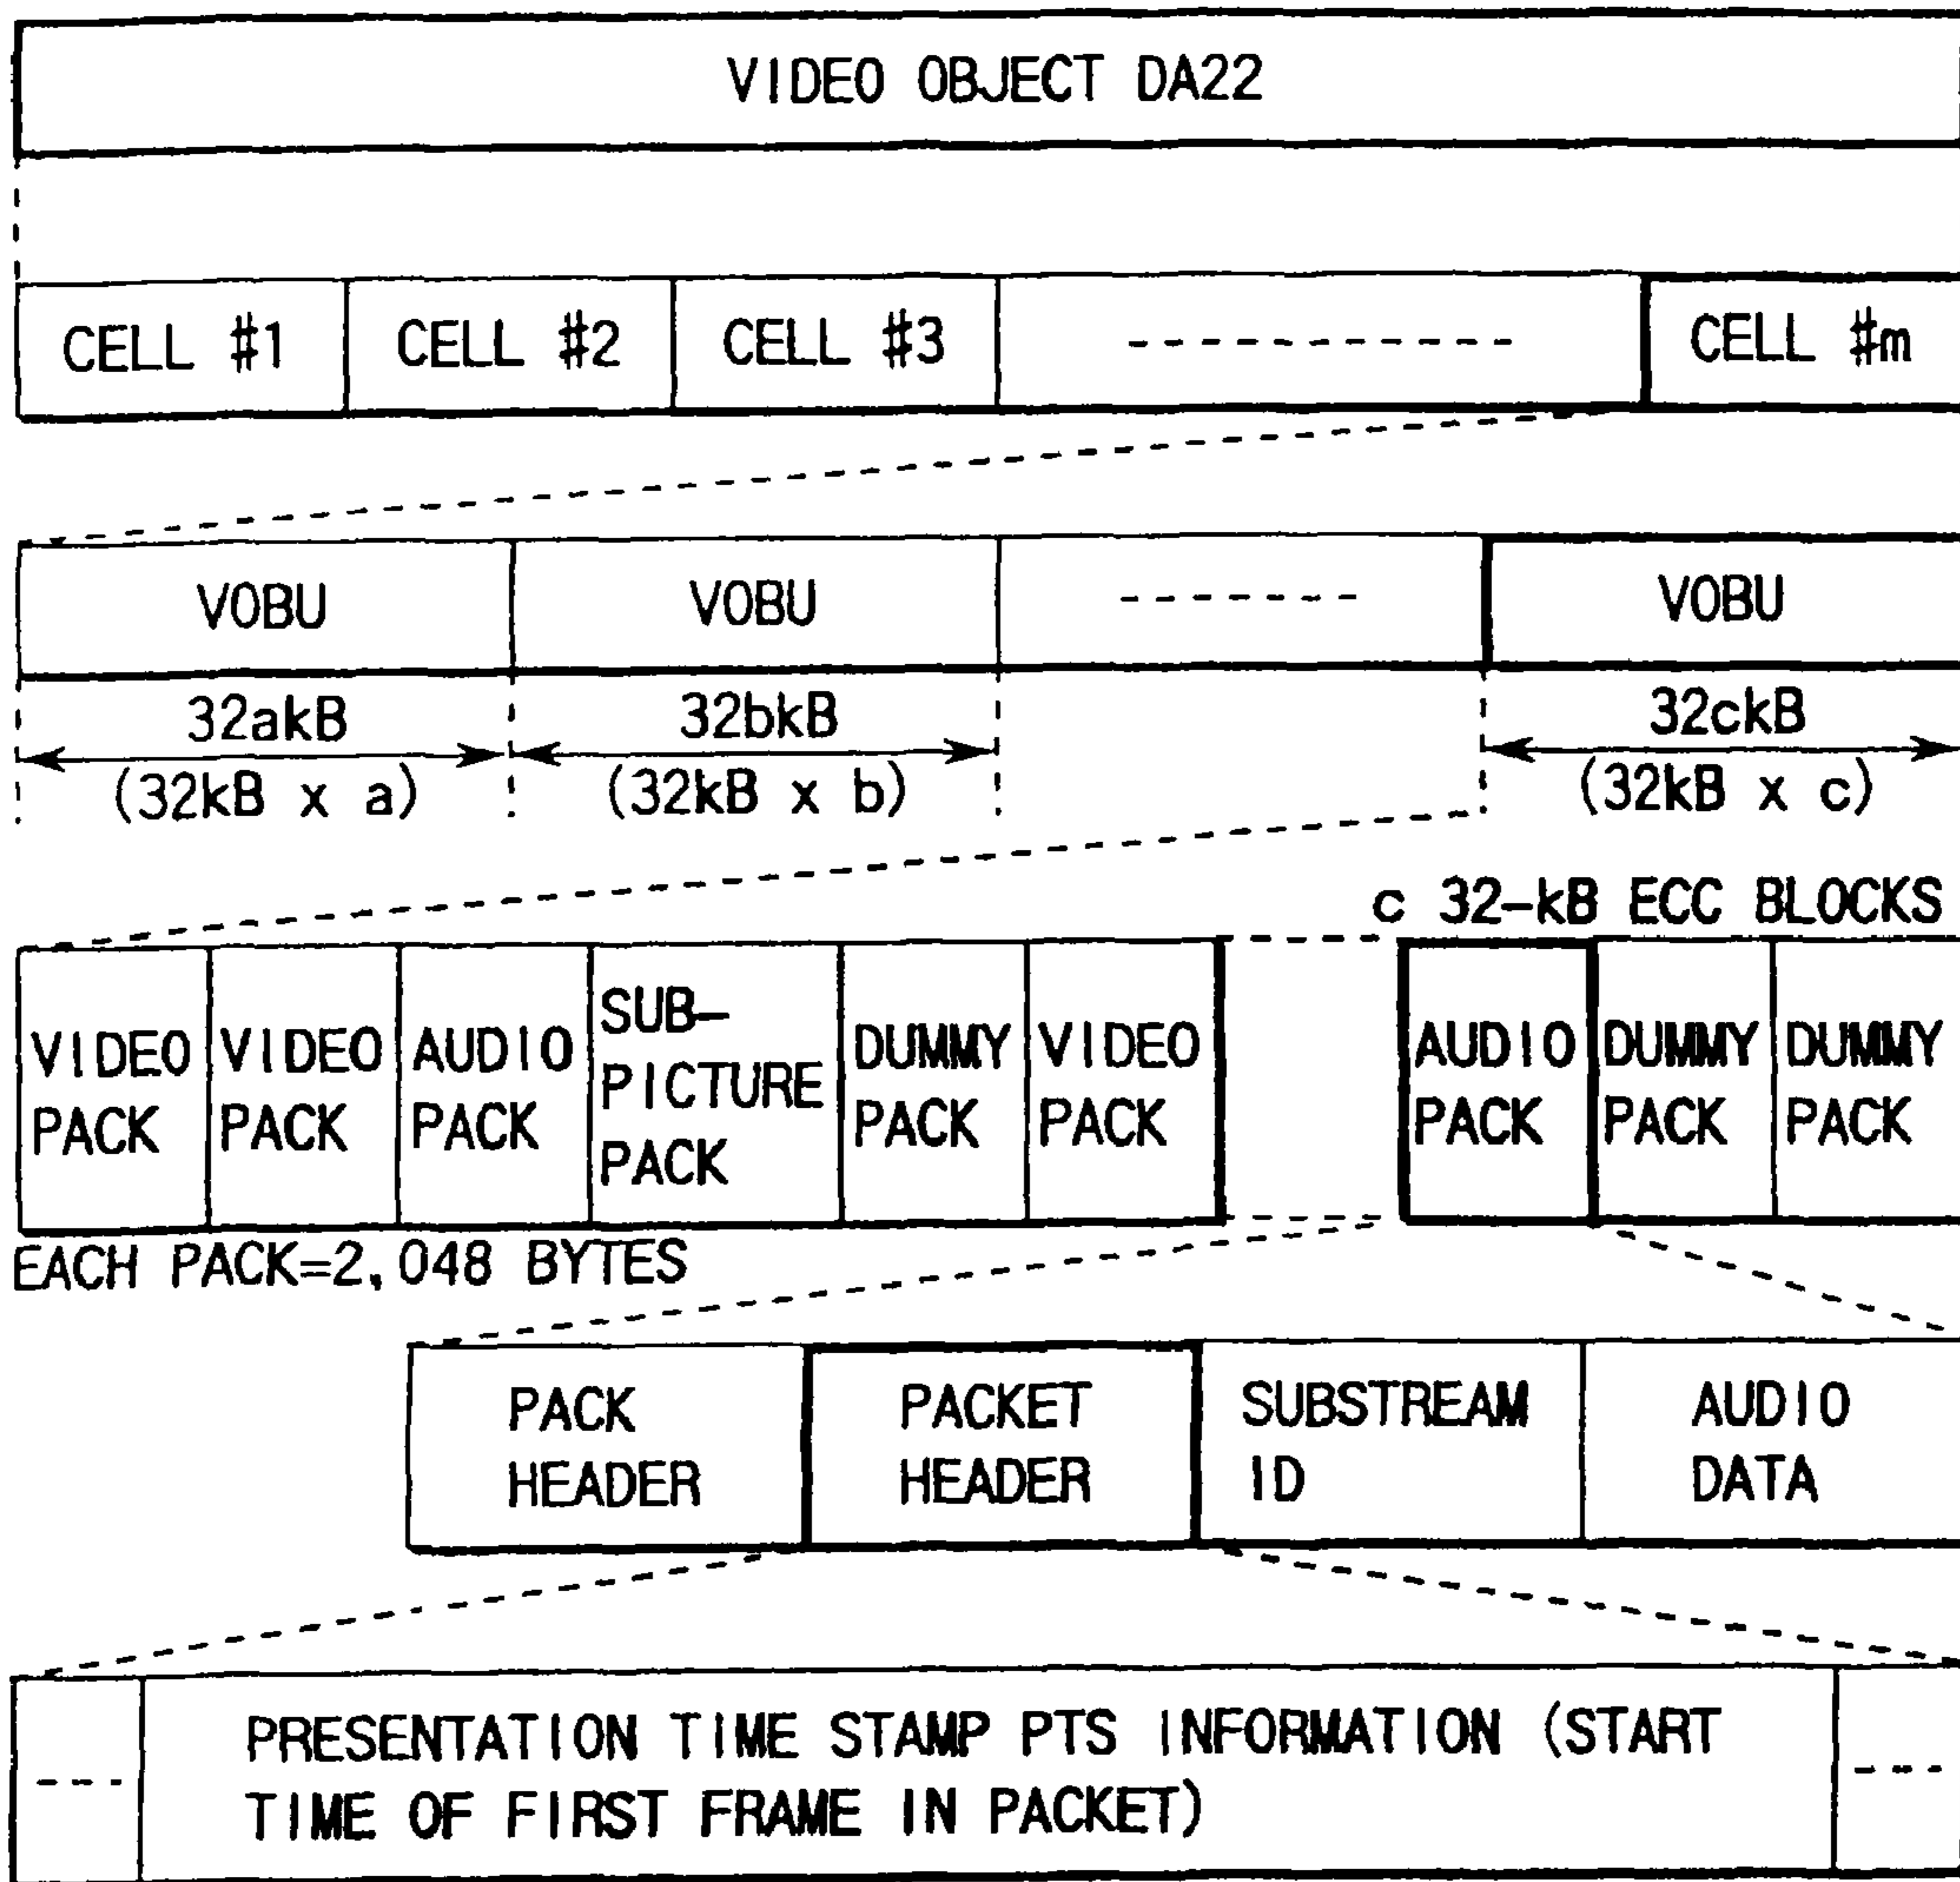 VIDEO OBJECT DA22
CELL #1 CELL #2 CELL #3 ------------ CELL #m
VOBU VOBU ------- VOBU
32akB 32bkB 32ckB
(32kB x a) (32kB x b) (32kB x c)
c 32-kB ECC BLOCKS
VIDEO PACK
VIDEO PACK
AUDIO PACK
SUB-
PICTURE
PACK
DUMMY PACK
VIDEO PACK
AUDIO PACK
DUMMY PACK
DUMMY PACK
EACH PACK=2,048 BYTES
PACK
HEADER
PACKET
HEADER
SUBSTREAM
ID
AUDIO
DATA
--- PRESENTATION TIME STAMP PTS INFORMATION (START ---
TIME OF FIRST FRAME IN PACKET)